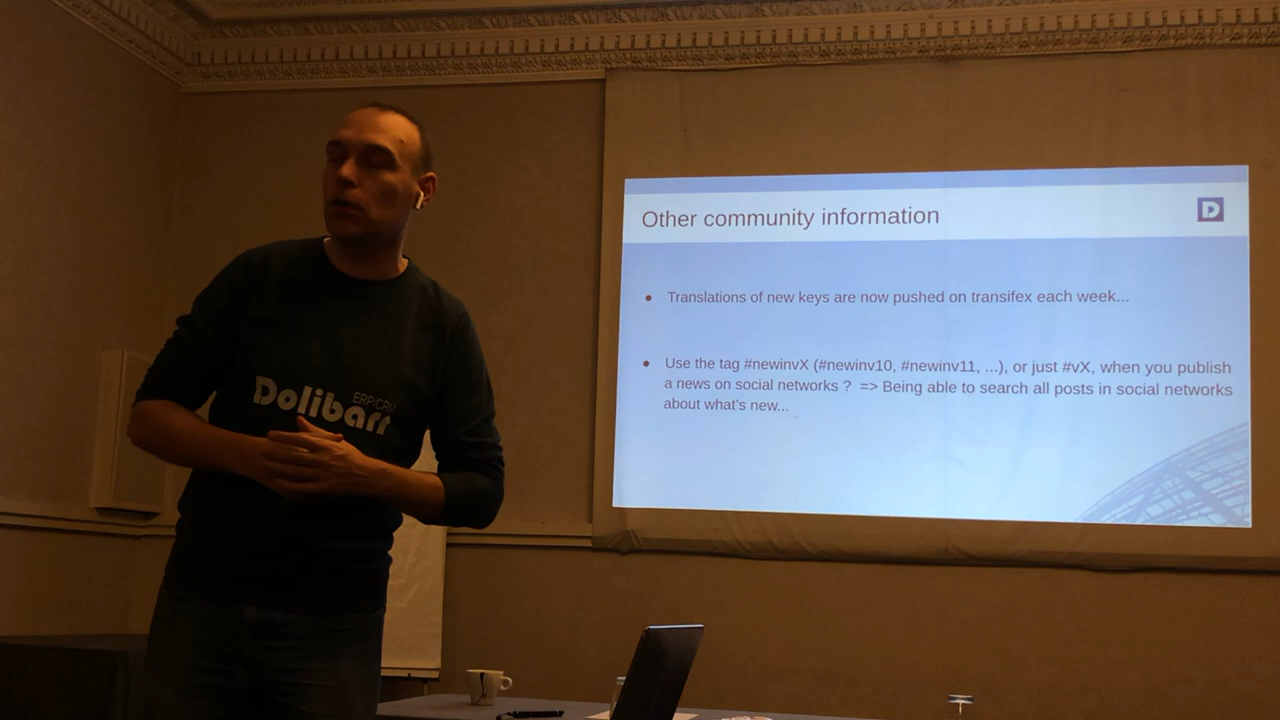 Other community information
D
Translations of new keys are now pushed on transifex each week...
Use the tag #newinvX (#newinv10, #newinv11, ...), or just #vX, when you publish
a news on social networks ? => Being able to search all posts in social networks
about what's new...
ERP/CRM
Dolibarr